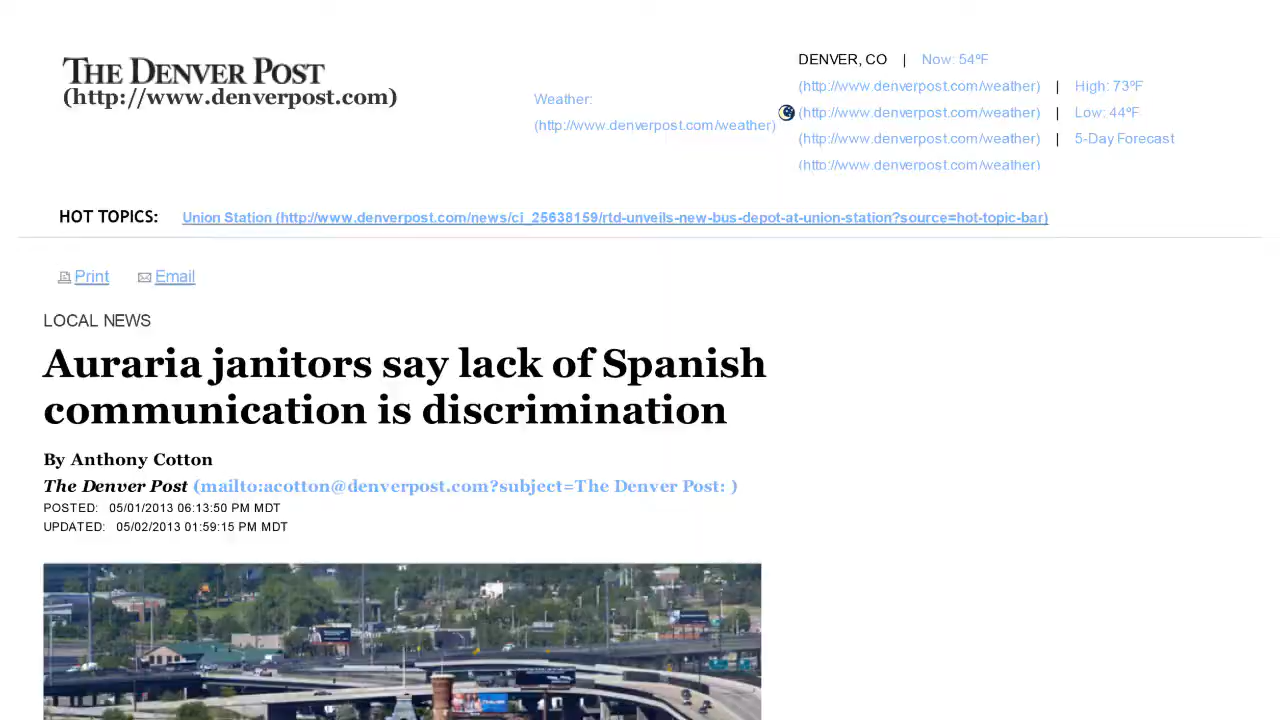 THE DENVER POST
(http://www.denverpost.com)
Weather:
(http://www.denverpost.com/weather)
DENVER, CO | Now: 54ºF
(http://www.denverpost.com/weather) | High: 73ºF
(http://www.denverpost.com/weather) | Low: 44ºF
(http://www.denverpost.com/weather) | 5-Day Forecast
(http://www.denverpost.com/weather)
HOT TOPICS: Union Station (http://www.denverpost.com/news/ci_25638159/rtd-unveils-new-bus-depot-at-union-station?source=hot-topic-bar)
Print Email
LOCAL NEWS
Auraria janitors say lack of Spanish
communication is discrimination
By Anthony Cotton
The Denver Post (mailto:acotton@denverpost.com?subject=The Denver Post: )
POSTED: 05/01/2013 06:13:50 PM MDT
UPDATED: 05/02/2013 01:59:15 PM MDT